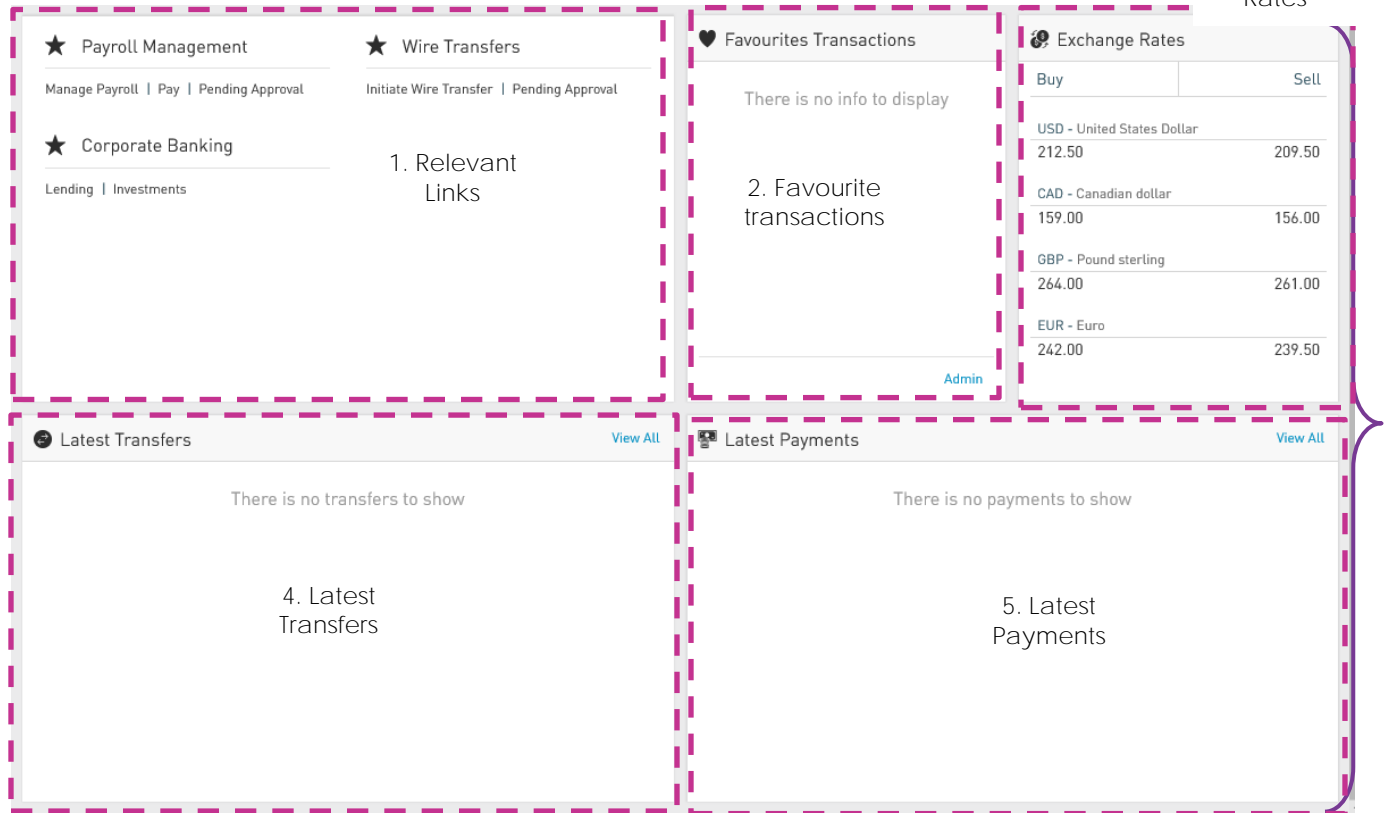 Rates
Payroll Management
Wire Transfers
Manage Payroll | Pay | Pending Approval
Initiate Wire Transfer | Pending Approval
Corporate Banking
Lending | Investments
1. Relevant
Links
Favourites Transactions
There is no info to display
2. Favourite
transactions
Admin
Exchange Rates
Buy Sell
USD - United States Dollar
212.50 209.50
CAD - Canadian dollar
159.00 156.00
GBP - Pound sterling
264.00 261.00
EUR - Euro
242.00 239.50
Latest Transfers View All
There is no transfers to show
4. Latest
Transfers
Latest Payments View All
There is no payments to show
5. Latest
Payments